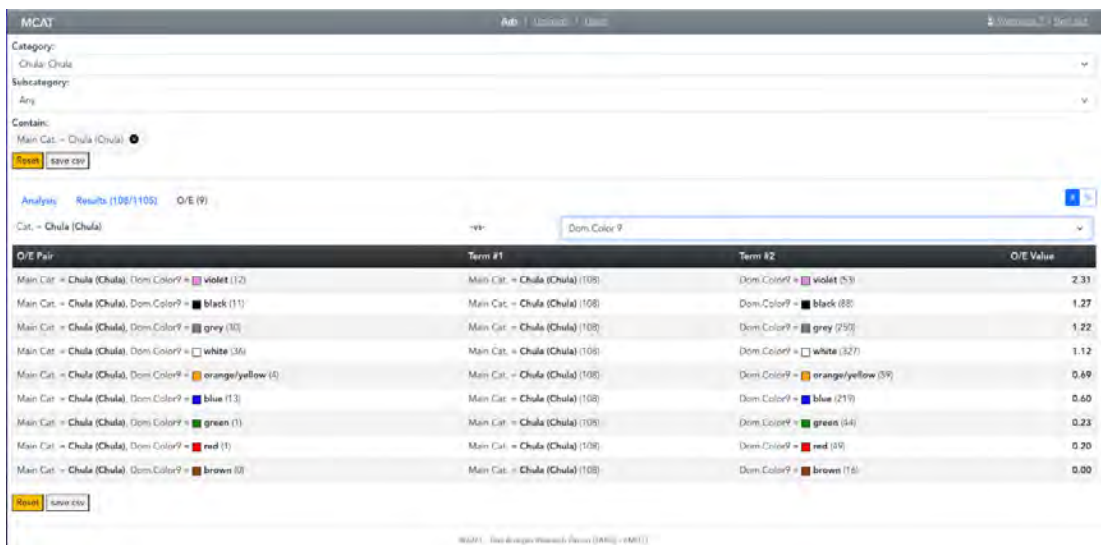 MCAT Ads | |
Category:
Chula: Chula
Subcategory:
Any
Contain:
Main Cat. = Chula (Chula)
Reset save csv
Analysis Results (108/1105) O/E (9) # %
Cat. = Chula (Chula) -vs- Dom.Color 9
O/E Pair Term #1 Term #2 O/E Value
Main Cat. = Chula (Chula), Dom.Color9 = violet (12) Main Cat. = Chula (Chula) (108) Dom.Color9 = violet (53) 2.31
Main Cat. = Chula (Chula), Dom.Color9 = black (11) Main Cat. = Chula (Chula) (108) Dom.Color9 = black (88) 1.27
Main Cat. = Chula (Chula), Dom.Color9 = grey (30) Main Cat. = Chula (Chula) (108) Dom.Color9 = grey (250) 1.22
Main Cat. = Chula (Chula), Dom.Color9 = white (36) Main Cat. = Chula (Chula) (108) Dom.Color9 = white (327) 1.12
Main Cat. = Chula (Chula), Dom.Color9 = orange/yellow (4) Main Cat. = Chula (Chula) (108) Dom.Color9 = orange/yellow (59) 0.69
Main Cat. = Chula (Chula), Dom.Color9 = blue (13) Main Cat. = Chula (Chula) (108) Dom.Color9 = blue (219) 0.60
Main Cat. = Chula (Chula), Dom.Color9 = green (1) Main Cat. = Chula (Chula) (108) Dom.Color9 = green (44) 0.23
Main Cat. = Chula (Chula), Dom.Color9 = red (1) Main Cat. = Chula (Chula) (108) Dom.Color9 = red (49) 0.20
Main Cat. = Chula (Chula), Dom.Color9 = brown (0) Main Cat. = Chula (Chula) (108) Dom.Color9 = brown (16) 0.00
Reset save csv